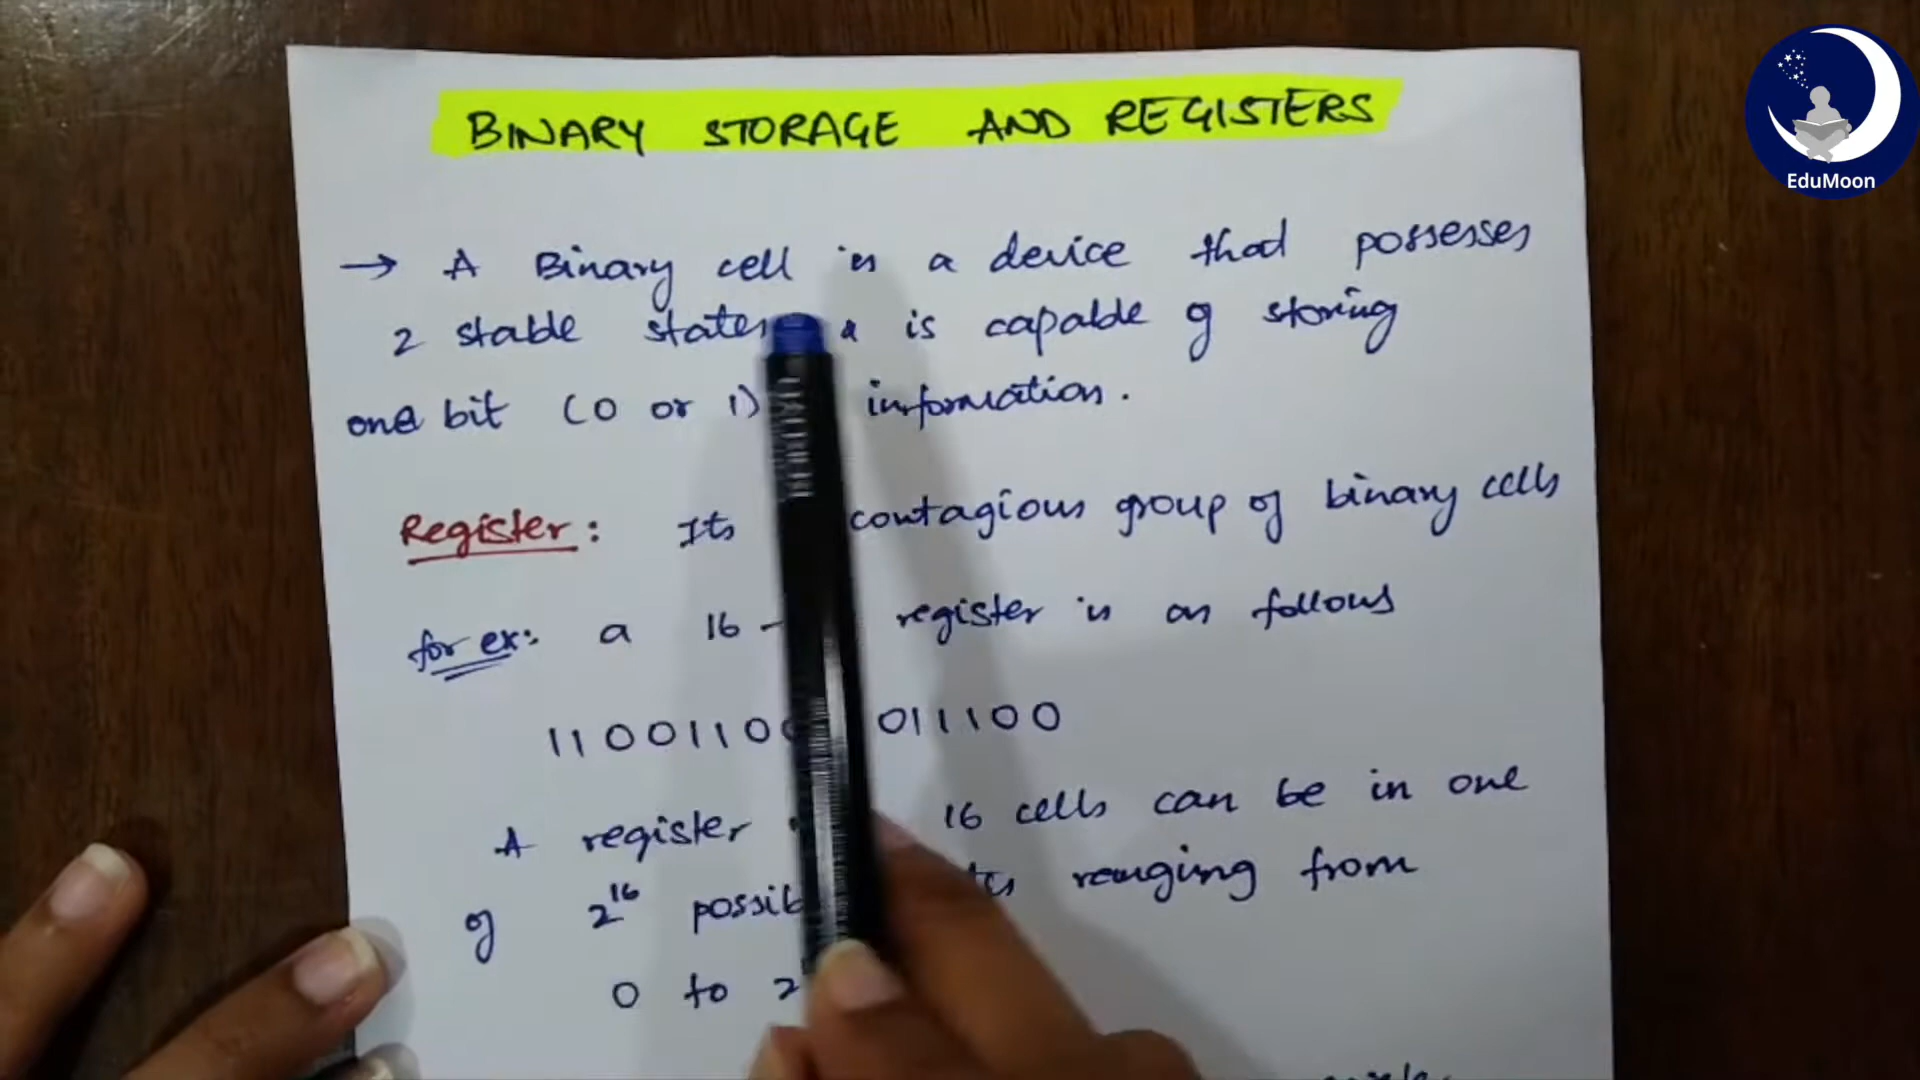 BINARY STORAGE AND REGISTERS
EduMoon
→ A Binary cell is a device that possesses
2 stable states & is capable of storing
one bit (0 or 1) information.
Register: Its contagious group of binary cells
for ex: a 16 - register is as follows
1100110 011100
A register 16 cells can be in one
of 2^16 ranging from
0 to 2